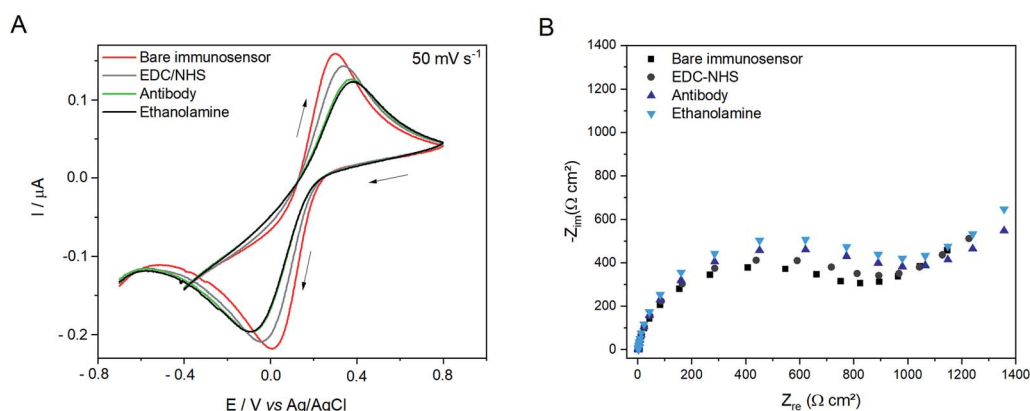 A
Bare immunosensor
EDC/NHS
Antibody
Ethanolamine
50 mV s⁻¹
0.1
0.0
- 0.1
- 0.2
I / µA
- 0.8
- 0.4
0.0
0.4
0.8
E / V vs Ag/AgCl
B
Bare immunosensor
EDC-NHS
Antibody
Ethanolamine
1400
1200
1000
800
600
400
200
0
-Zim(Ω cm²)
0 200 400 600 800 1000 1200 1400
Zre (Ω cm²)